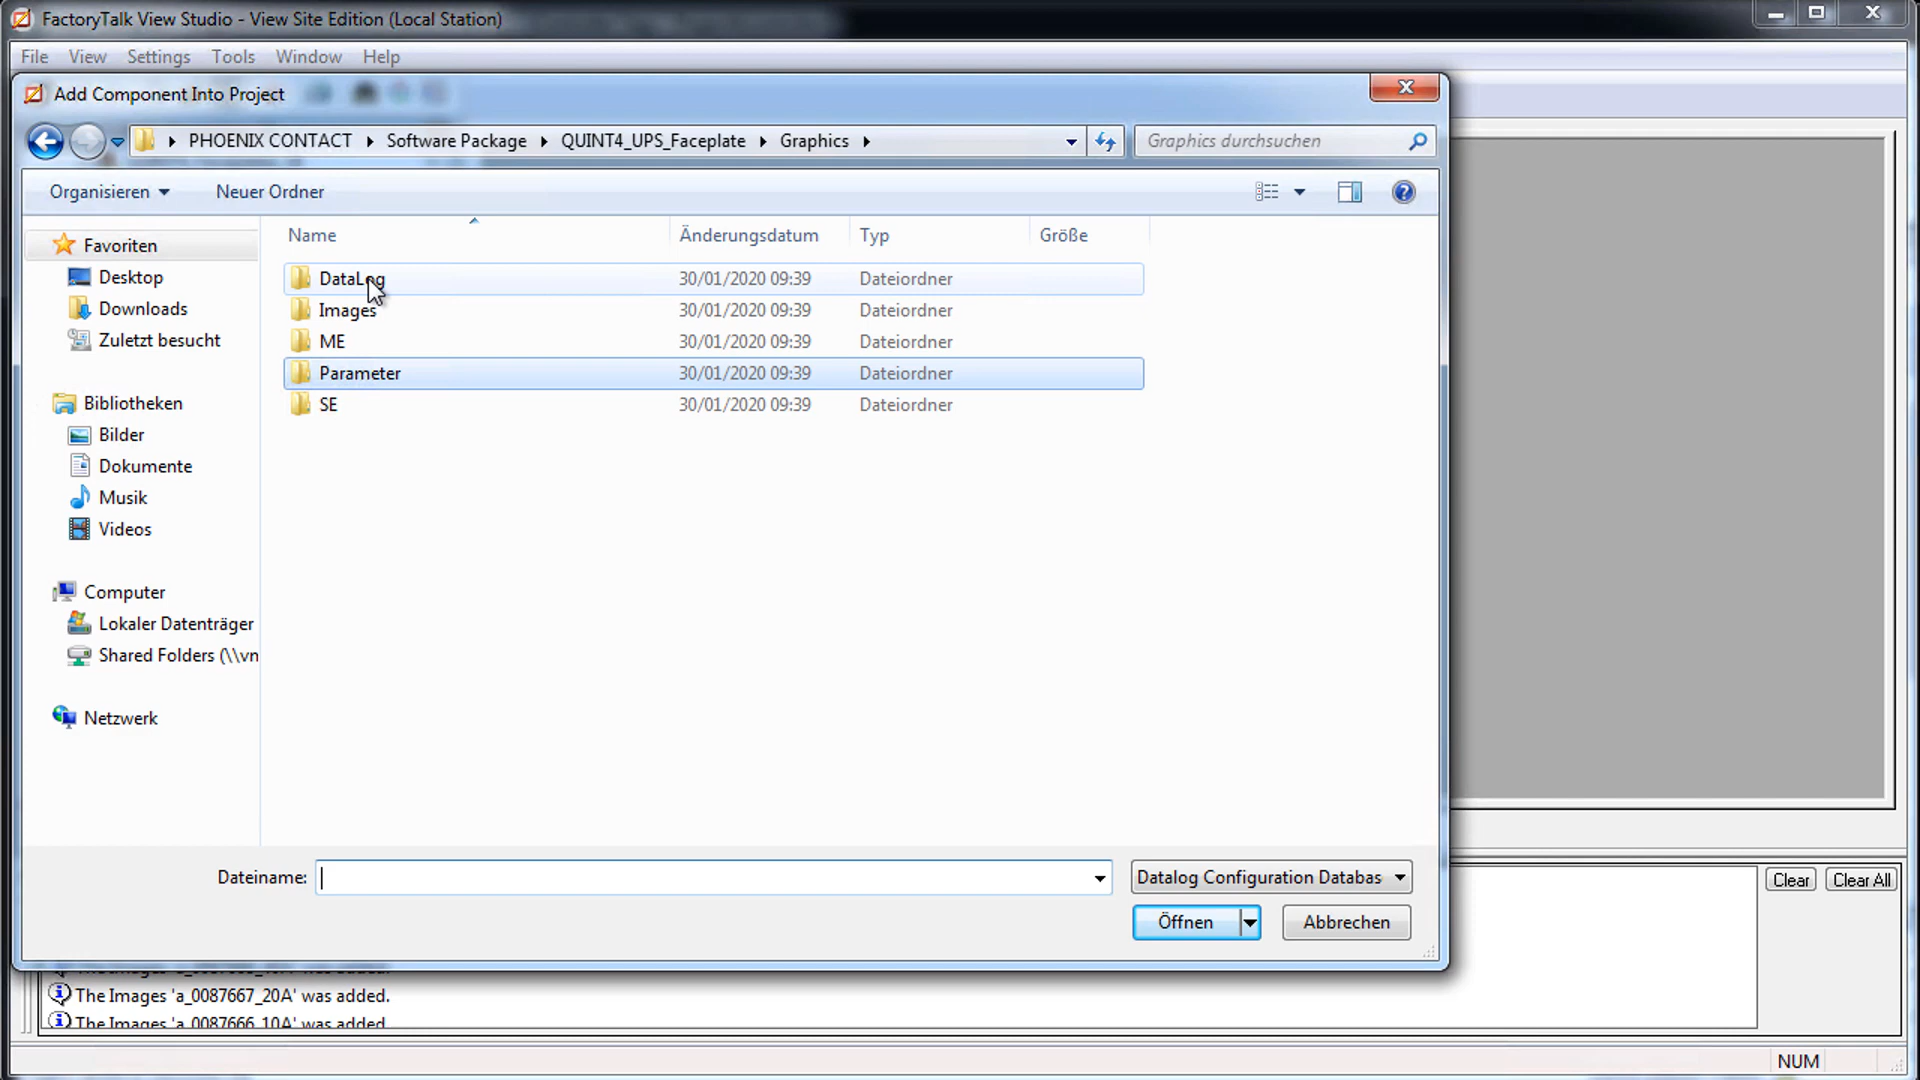 FactoryTalk View Studio - View Site Edition (Local Station)
File View Settings Tools Window Help
Add Component Into Project
PHOENIX CONTACT Software Package QUINT4_UPS_Faceplate Graphics
Graphics durchsuchen
Organisieren Neuer Ordner
Name Änderungsdatum Typ Größe
Favoriten
Desktop
Downloads
Zuletzt besucht
Bibliotheken
Bilder
Dokumente
Musik
Videos
Computer
Lokaler Datenträger
Shared Folders (\\vn
Netzwerk
DataLog 30/01/2020 09:39 Dateiordner
Images 30/01/2020 09:39 Dateiordner
ME 30/01/2020 09:39 Dateiordner
Parameter 30/01/2020 09:39 Dateiordner
SE 30/01/2020 09:39 Dateiordner
Dateiname: Datalog Configuration Databas
Öffnen Abbrechen
Clear Clear All
The Images 'a_0087667_20A' was added.
The Images 'a_0087666_10A' was added.
NUM